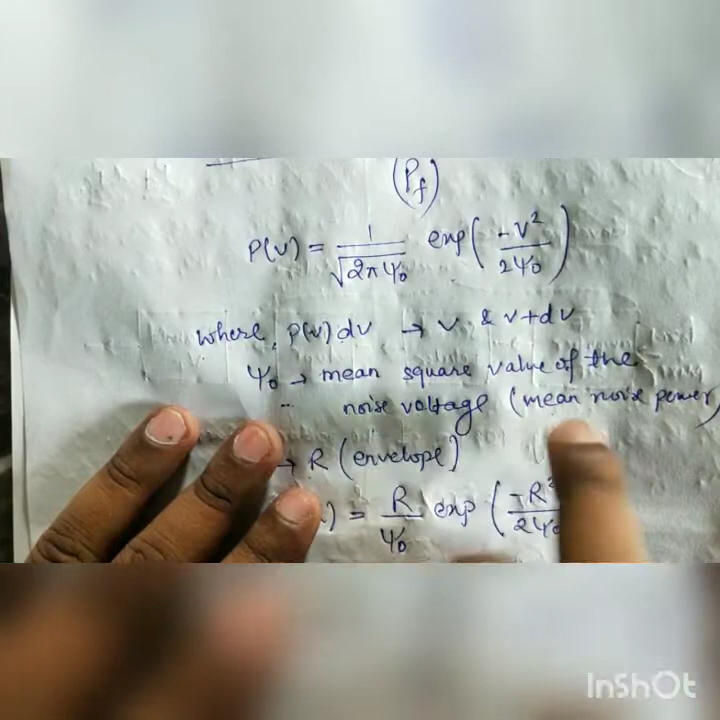 (Pf)
P(v) = 1/√2πψ₀ exp(-v²/2ψ₀)
where, P(v)dv → v & v+dv
ψ₀ → mean square value of the
noise voltage (mean noise power)
→ R (envelope)
) = R/ψ₀ exp(-R²/2ψ₀
InShOt